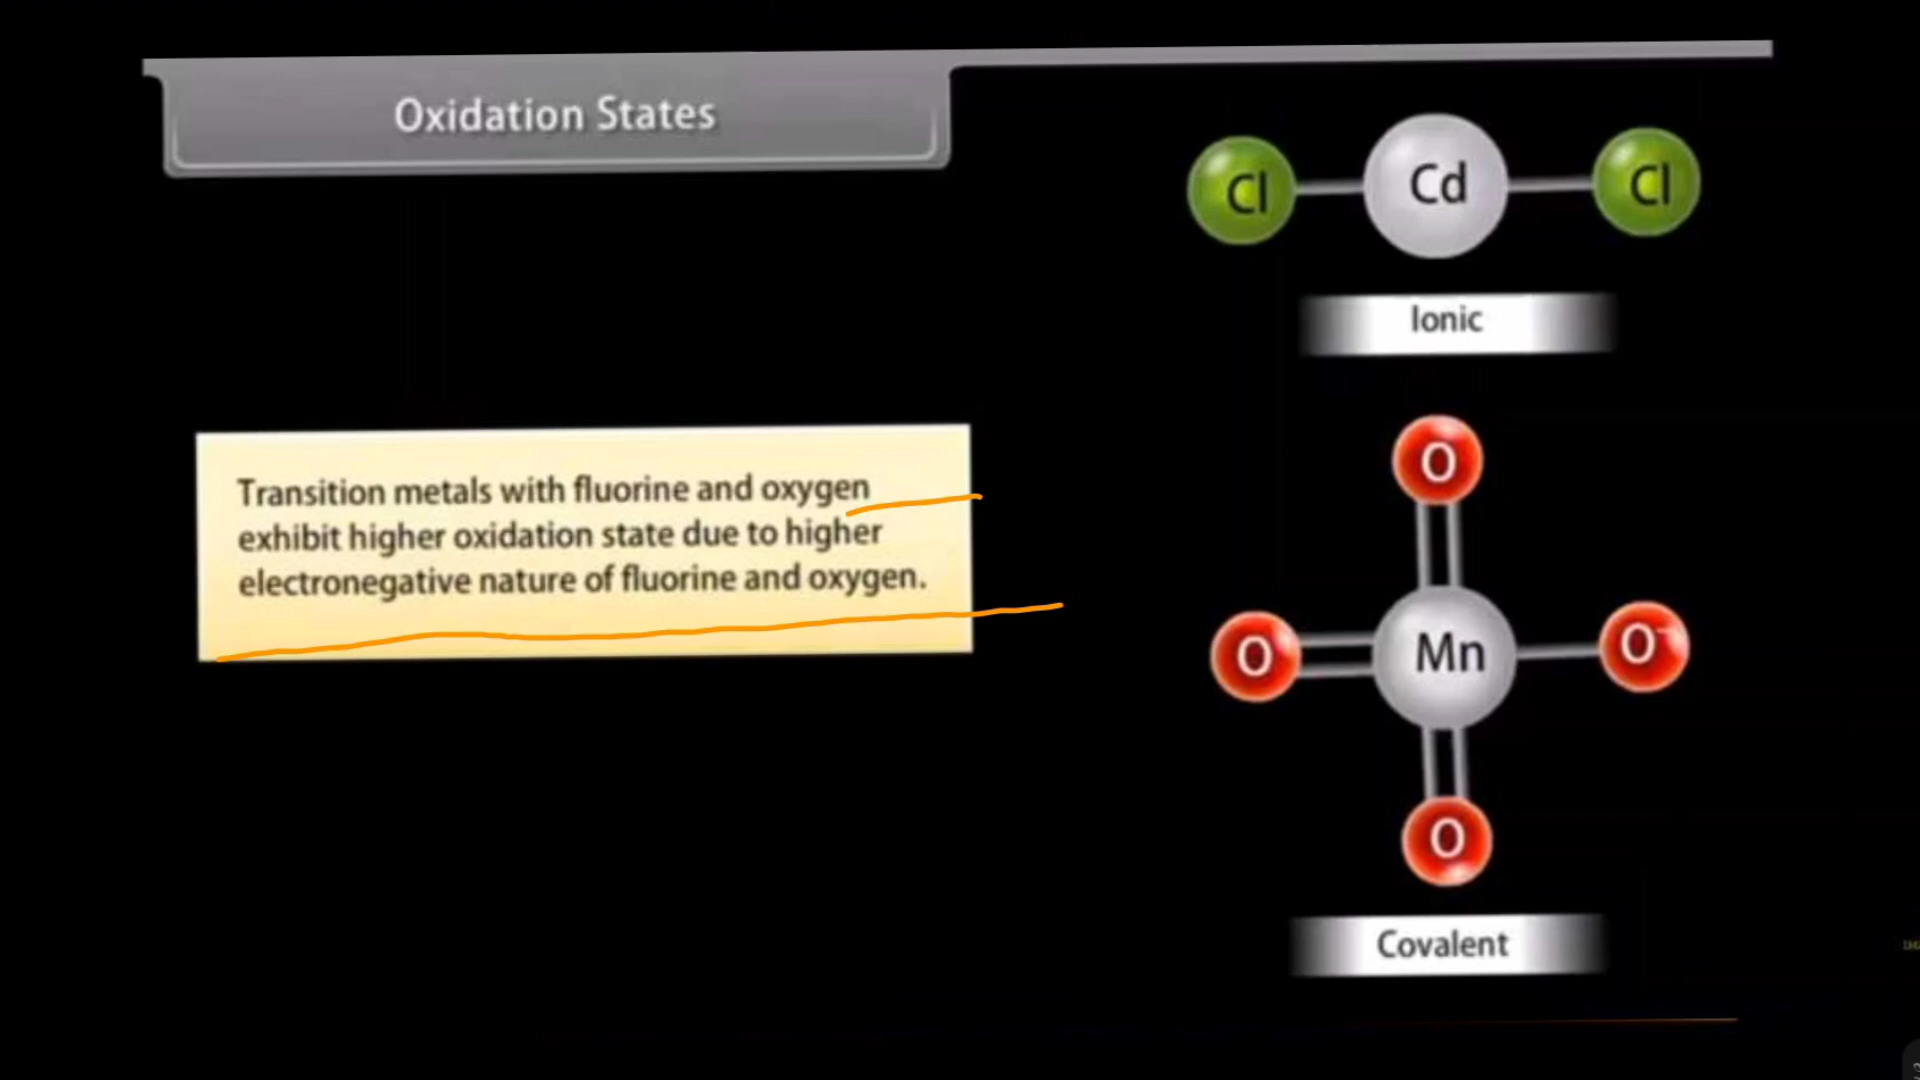 Oxidation States
Cl Cd Cl
Ionic
Transition metals with fluorine and oxygen
exhibit higher oxidation state due to higher
electronegative nature of fluorine and oxygen.
O
O Mn O⁻
O
Covalent